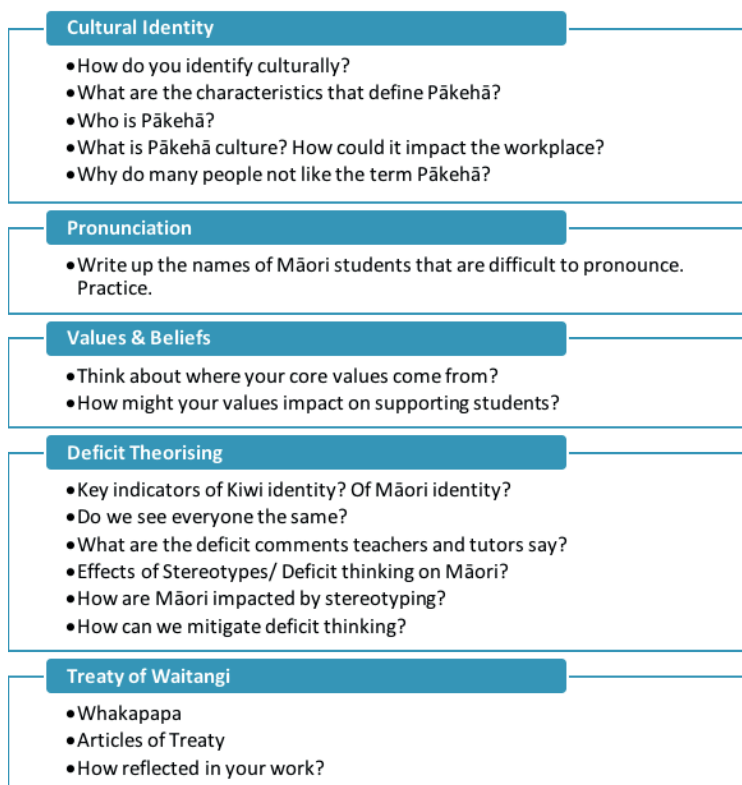 Cultural Identity
•How do you identify culturally?
•What are the characteristics that define Pākehā?
•Who is Pākehā?
•What is Pākehā culture? How could it impact the workplace?
•Why do many people not like the term Pākehā?
Pronunciation
•Write up the names of Māori students that are difficult to pronounce.
Practice.
Values & Beliefs
•Think about where your core values come from?
•How might your values impact on supporting students?
Deficit Theorising
•Key indicators of Kiwi identity? Of Māori identity?
•Do we see everyone the same?
•What are the deficit comments teachers and tutors say?
•Effects of Stereotypes/ Deficit thinking on Māori?
•How are Māori impacted by stereotyping?
•How can we mitigate deficit thinking?
Treaty of Waitangi
•Whakapapa
•Articles of Treaty
•How reflected in your work?